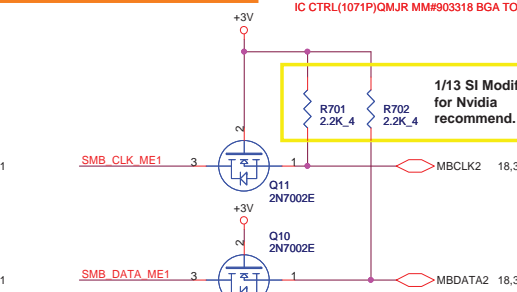 IC CTRL(1071P)QMJR MM#903318 BGA TO
+3V
1/13 SI Modif
for Nvidia
recommend.
R701
2.2K_4
R702
2.2K_4
2
1
SMB_CLK_ME1
3
1
MBCLK2
18,3
Q11
2N7002E
+3V
Q10
2N7002E
2
1
SMB_DATA_ME1
3
1
MBDATA2
18,3